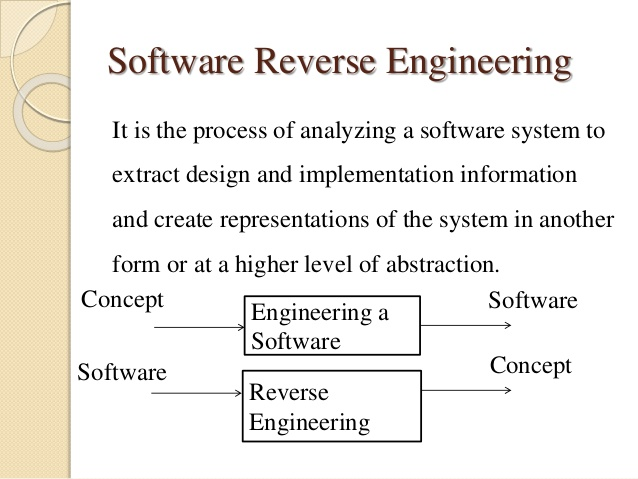 Software Reverse Engineering
It is the process of analyzing a software system to
extract design and implementation information
and create representations of the system in another
form or at a higher level of abstraction.
Concept
Engineering a
Software
Software
Software
Reverse
Engineering
Concept